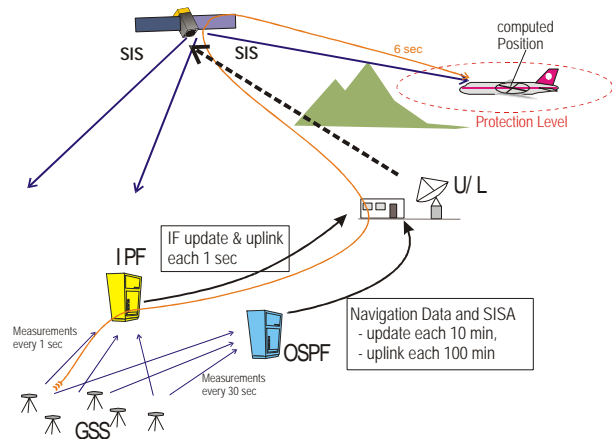 computed
Position
SIS
SIS
6 sec
Protection Level
U/ L
IF update & uplink
each 1 sec
I PF
Navigation Data and SISA
- update each 10 min,
- uplink each 100 min
Measurements
every 1 sec
OSPF
Measurements
every 30 sec
GSS